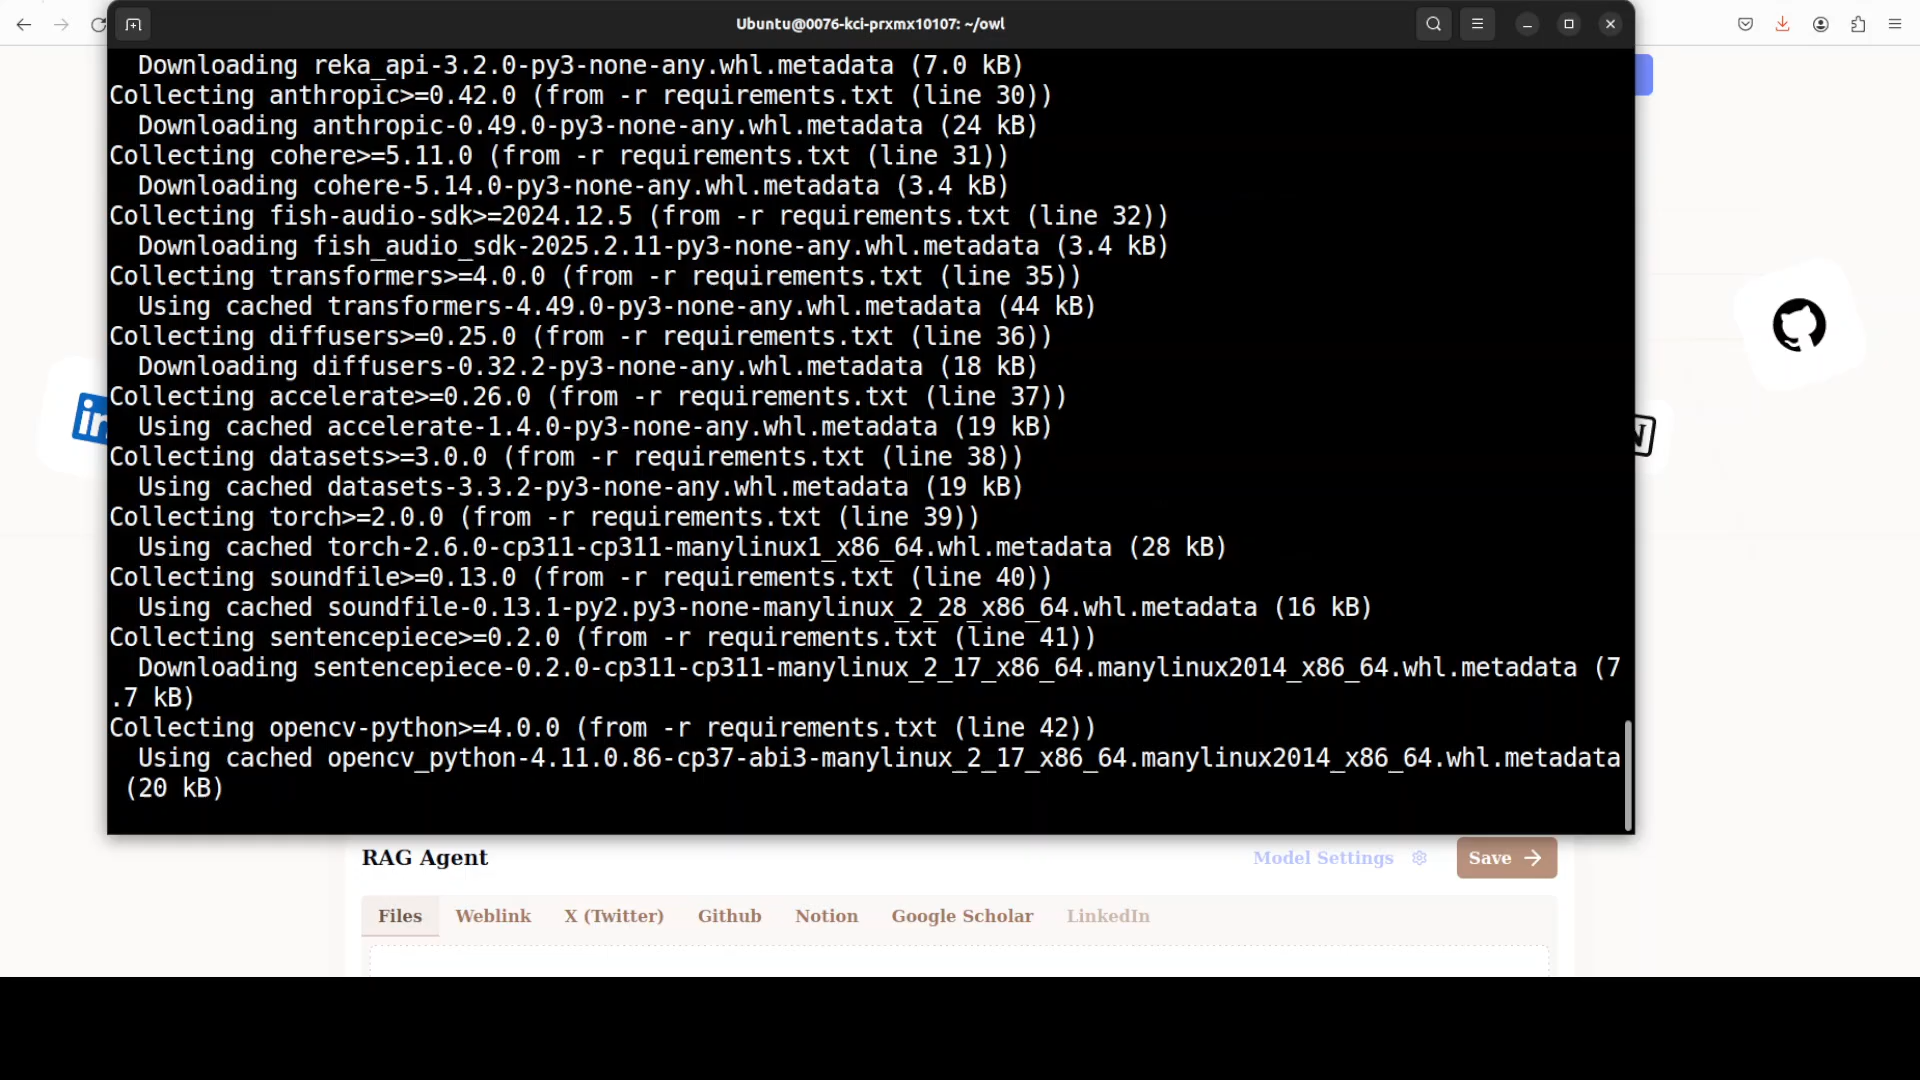 Ubuntu@0076-kci-prxmx10107: ~/owl
  Downloading reka_api-3.2.0-py3-none-any.whl.metadata (7.0 kB)
Collecting anthropic>=0.42.0 (from -r requirements.txt (line 30))
  Downloading anthropic-0.49.0-py3-none-any.whl.metadata (24 kB)
Collecting cohere>=5.11.0 (from -r requirements.txt (line 31))
  Downloading cohere-5.14.0-py3-none-any.whl.metadata (3.4 kB)
Collecting fish-audio-sdk>=2024.12.5 (from -r requirements.txt (line 32))
  Downloading fish_audio_sdk-2025.2.11-py3-none-any.whl.metadata (3.4 kB)
Collecting transformers>=4.0.0 (from -r requirements.txt (line 35))
  Using cached transformers-4.49.0-py3-none-any.whl.metadata (44 kB)
Collecting diffusers>=0.25.0 (from -r requirements.txt (line 36))
  Downloading diffusers-0.32.2-py3-none-any.whl.metadata (18 kB)
Collecting accelerate>=0.26.0 (from -r requirements.txt (line 37))
  Using cached accelerate-1.4.0-py3-none-any.whl.metadata (19 kB)
Collecting datasets>=3.0.0 (from -r requirements.txt (line 38))
  Using cached datasets-3.3.2-py3-none-any.whl.metadata (19 kB)
Collecting torch>=2.0.0 (from -r requirements.txt (line 39))
  Using cached torch-2.6.0-cp311-cp311-manylinux1_x86_64.whl.metadata (28 kB)
Collecting soundfile>=0.13.0 (from -r requirements.txt (line 40))
  Using cached soundfile-0.13.1-py2.py3-none-manylinux_2_28_x86_64.whl.metadata (16 kB)
Collecting sentencepiece>=0.2.0 (from -r requirements.txt (line 41))
  Downloading sentencepiece-0.2.0-cp311-cp311-manylinux_2_17_x86_64.manylinux2014_x86_64.whl.metadata (7
.7 kB)
Collecting opencv-python>=4.0.0 (from -r requirements.txt (line 42))
  Using cached opencv_python-4.11.0.86-cp37-abi3-manylinux_2_17_x86_64.manylinux2014_x86_64.whl.metadata
 (20 kB)
in
N
RAG Agent
Model Settings
Save
Files Weblink X (Twitter) Github Notion Google Scholar LinkedIn